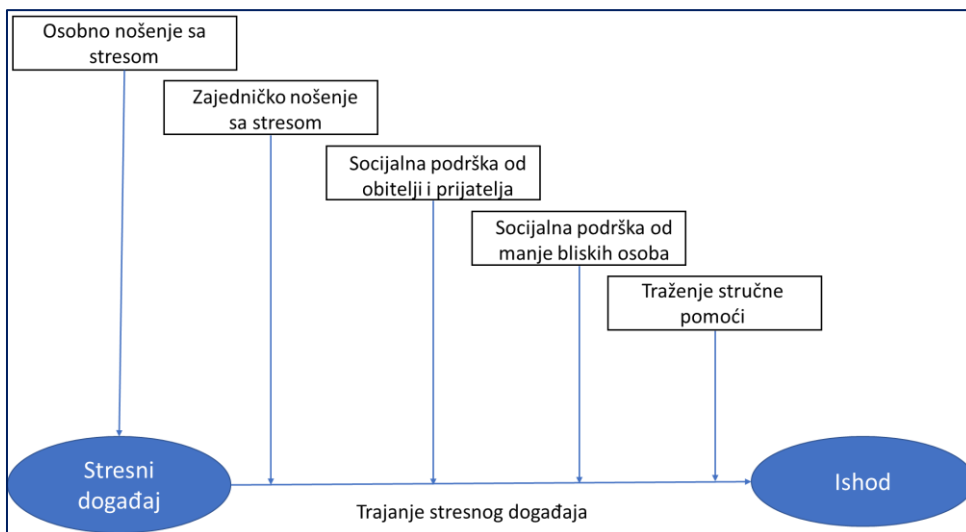 Osobno nošenje sa
stresom
Zajedničko nošenje
sa stresom
Socijalna podrška od
obitelji i prijatelja
Socijalna podrška od
manje bliskih osoba
Traženje stručne
pomoći
Stresni
događaj
Ishod
Trajanje stresnog događaja